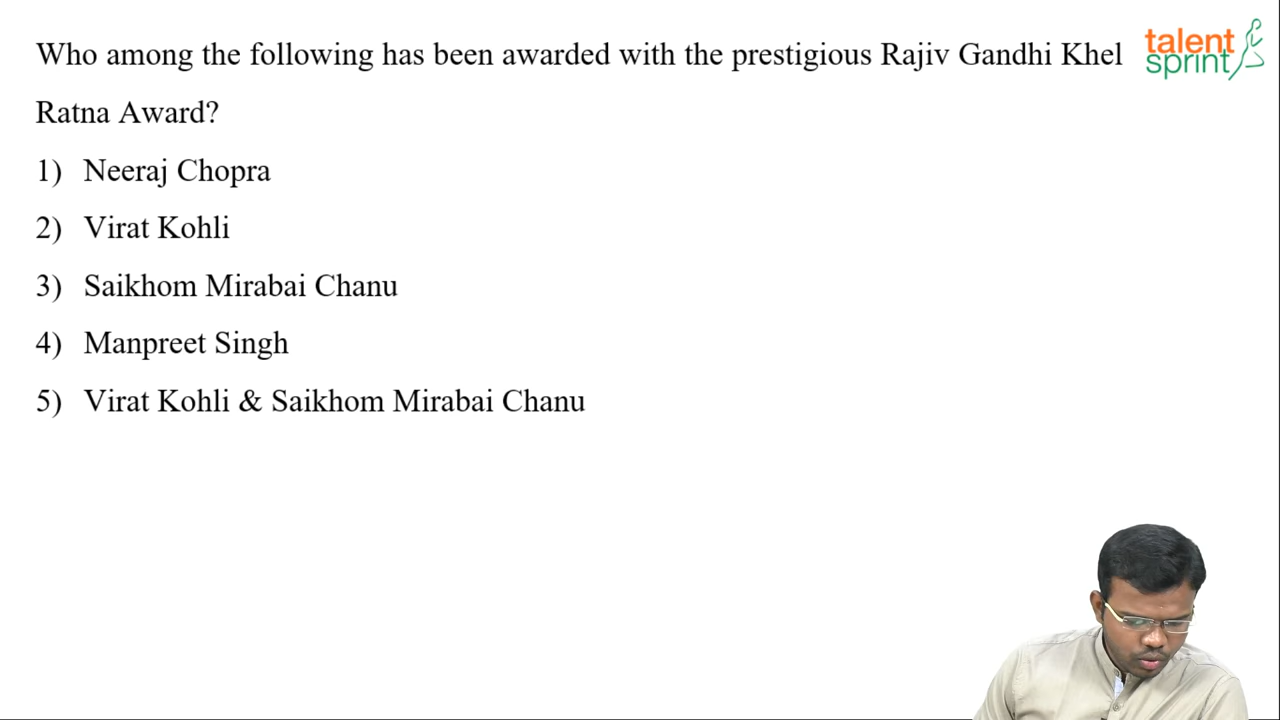 Who among the following has been awarded with the prestigious Rajiv Gandhi Khel
Ratna Award?
1) Neeraj Chopra
2) Virat Kohli
3) Saikhom Mirabai Chanu
4) Manpreet Singh
5) Virat Kohli & Saikhom Mirabai Chanu
talent
sprint